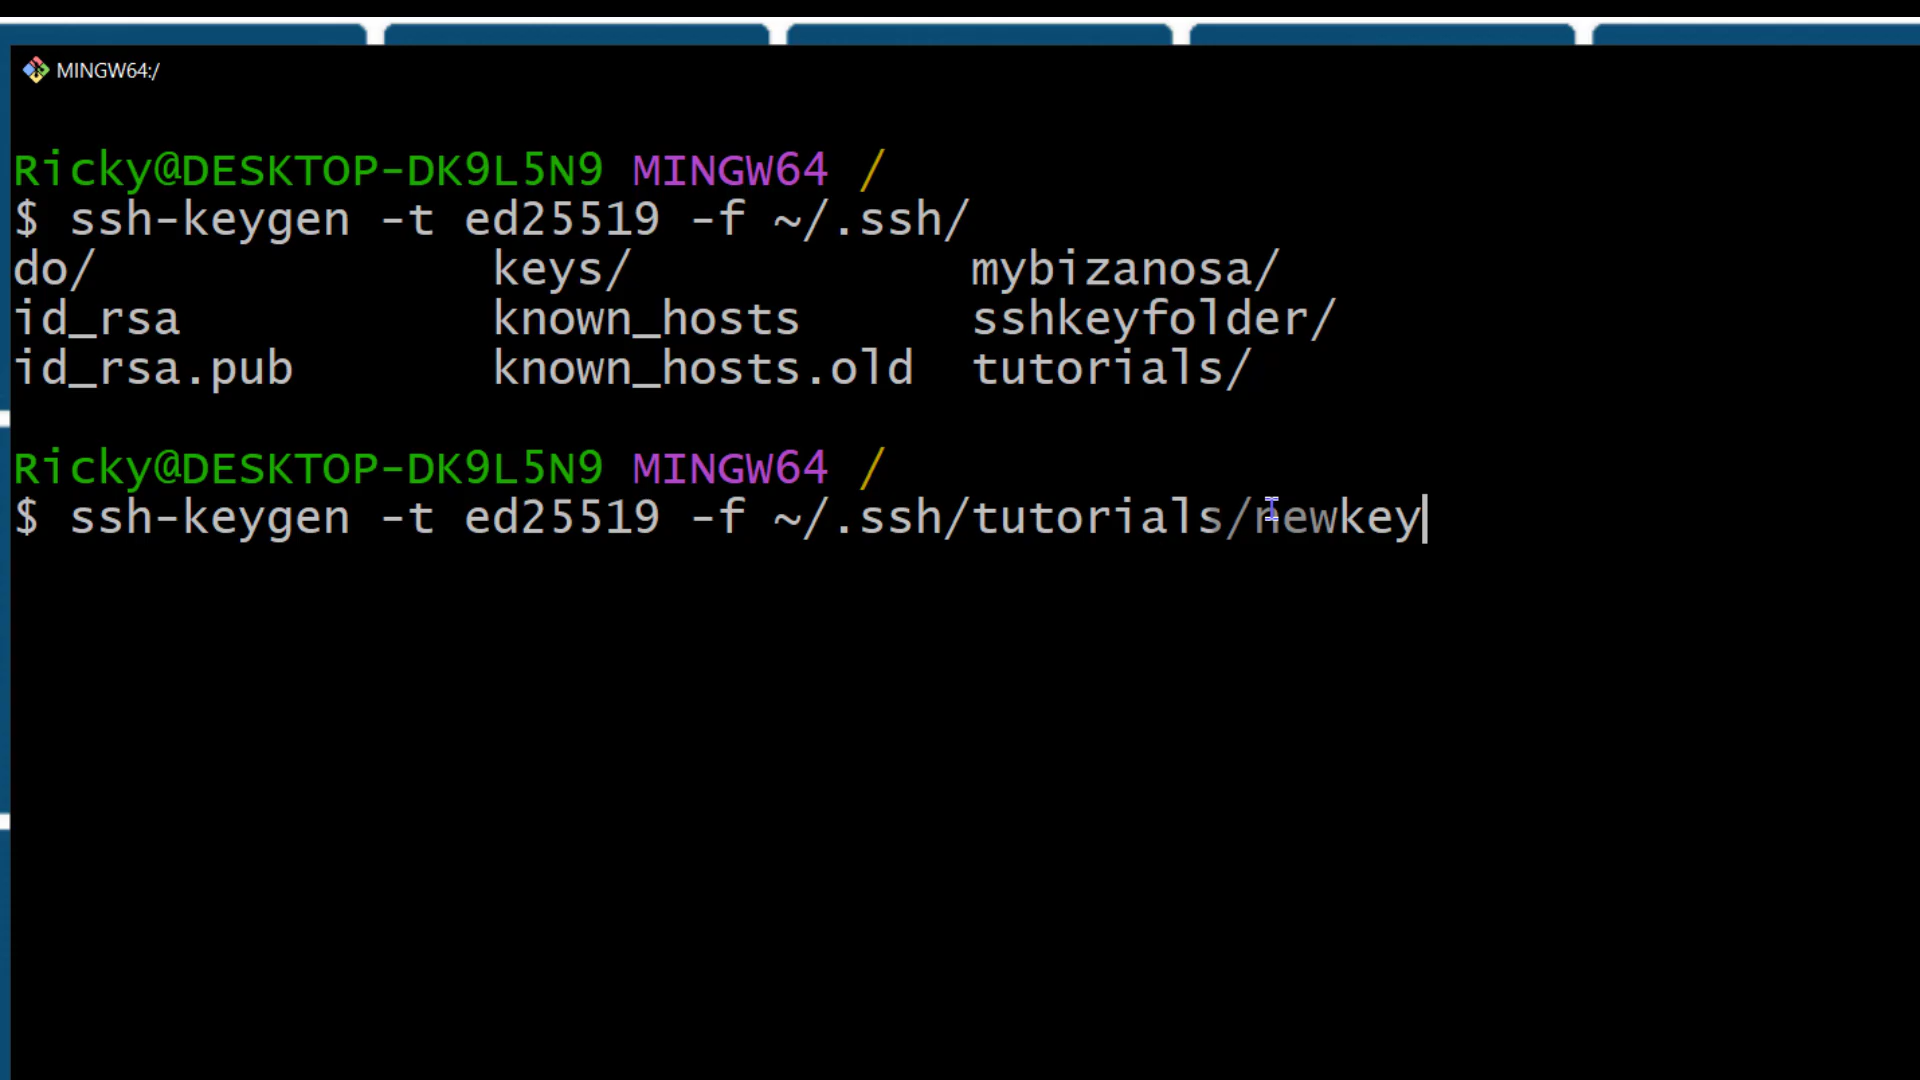 MINGW64:/
Ricky@DESKTOP-DK9L5N9 MINGW64 /
$ ssh-keygen -t ed25519 -f ~/.ssh/
do/ keys/ mybizanosa/
id_rsa known_hosts sshkeyfolder/
id_rsa.pub known_hosts.old tutorials/
Ricky@DESKTOP-DK9L5N9 MINGW64 /
$ ssh-keygen -t ed25519 -f ~/.ssh/tutorials/newkey